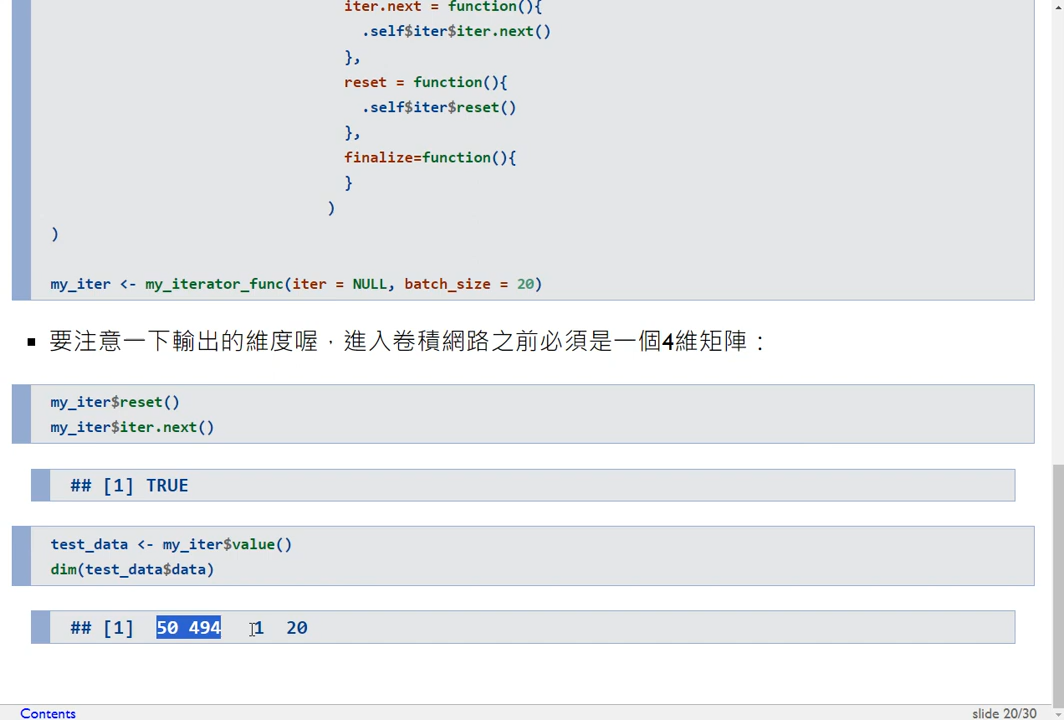 iter.next = function(){
.self$iter$iter.next()
},
reset = function(){
.self$iter$reset()
},
finalize=function(){
}
)
)
my_iter <- my_iterator_func(iter = NULL, batch_size = 20)
▪ 要注意一下輸出的維度喔，進入卷積網路之前必須是一個4維矩陣：
my_iter$reset()
my_iter$iter.next()
## [1] TRUE
test_data <- my_iter$value()
dim(test_data$data)
## [1]  50 494   1  20
Contents
slide 20/30